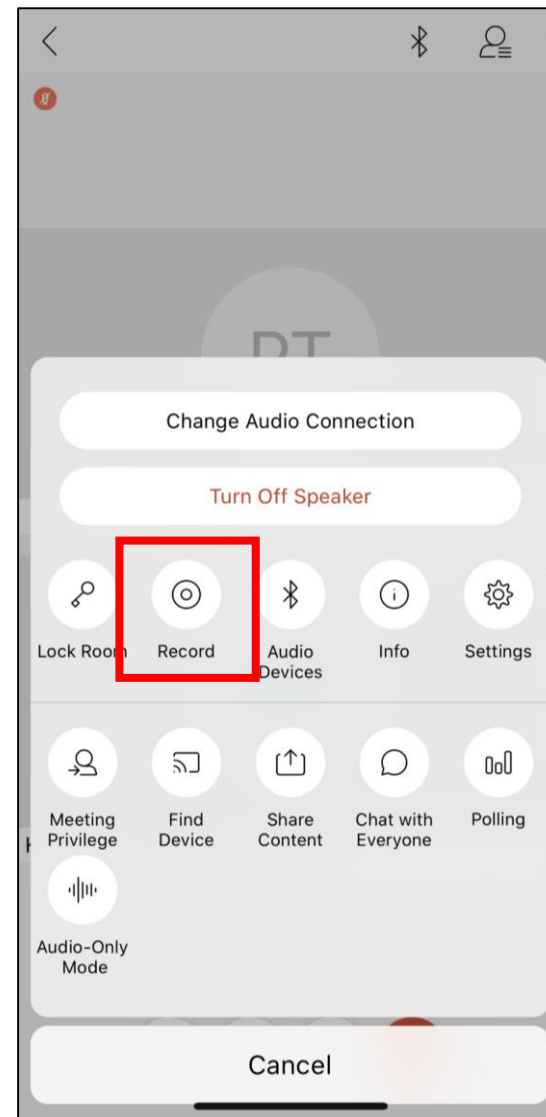 PT
Change Audio Connection
Turn Off Speaker
Lock Room Record Audio Devices Info Settings
Meeting Privilege Find Device Share Content Chat with Everyone Polling
Audio-Only Mode
Cancel